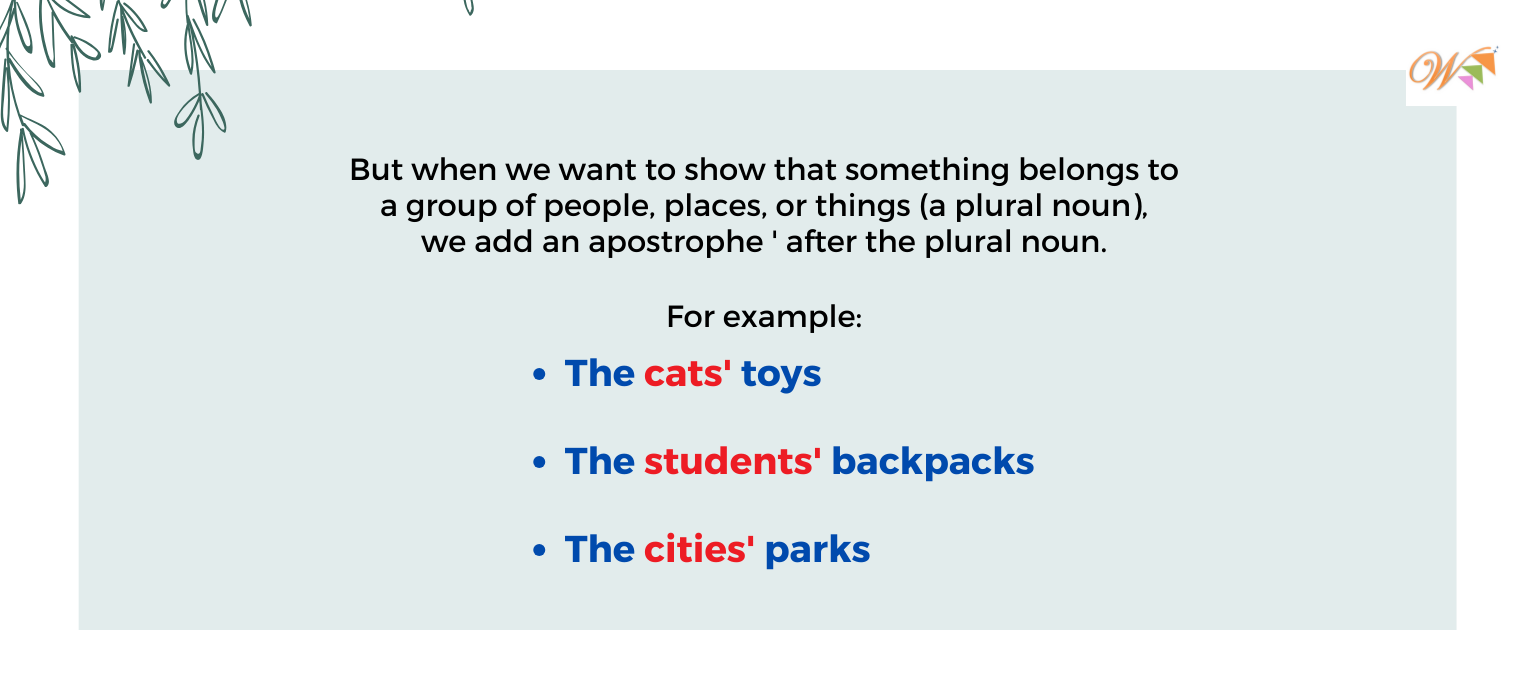 W
But when we want to show that something belongs to
a group of people, places, or things (a plural noun),
we add an apostrophe ' after the plural noun.
For example:
• The cats' toys
• The students' backpacks
• The cities' parks